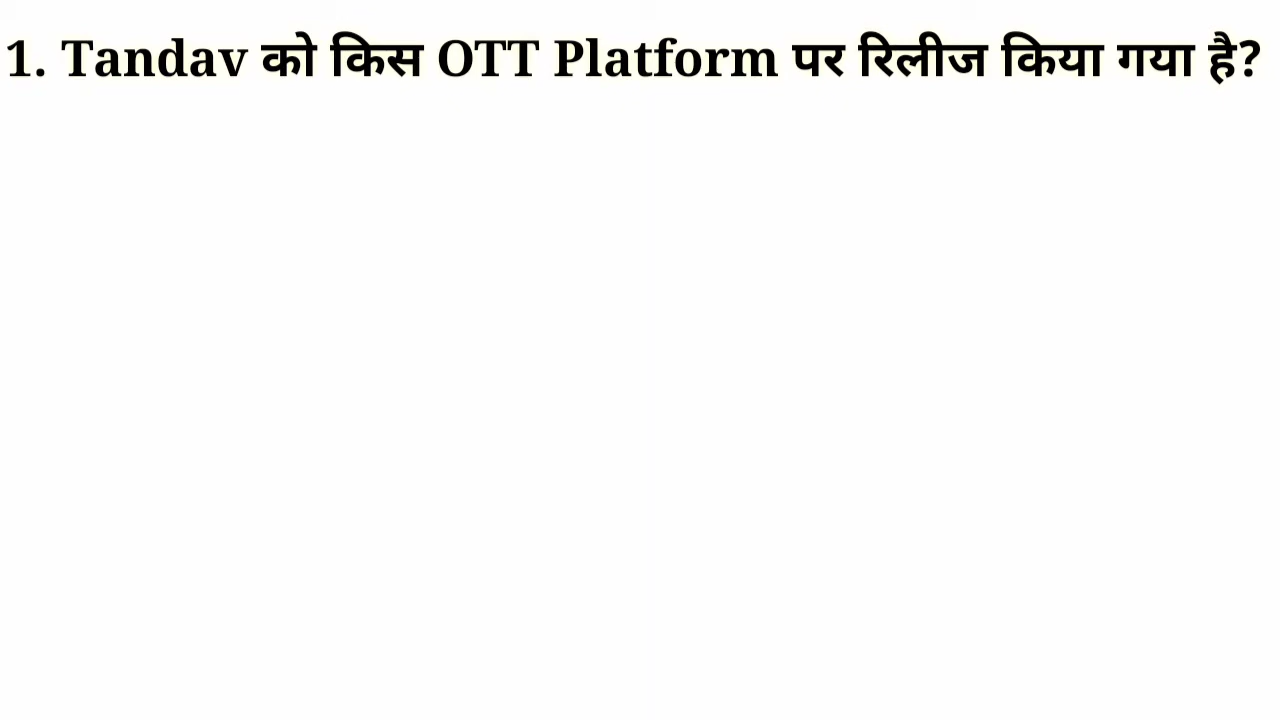 1. Tandav को किस OTT Platform पर रिलीज किया गया है?